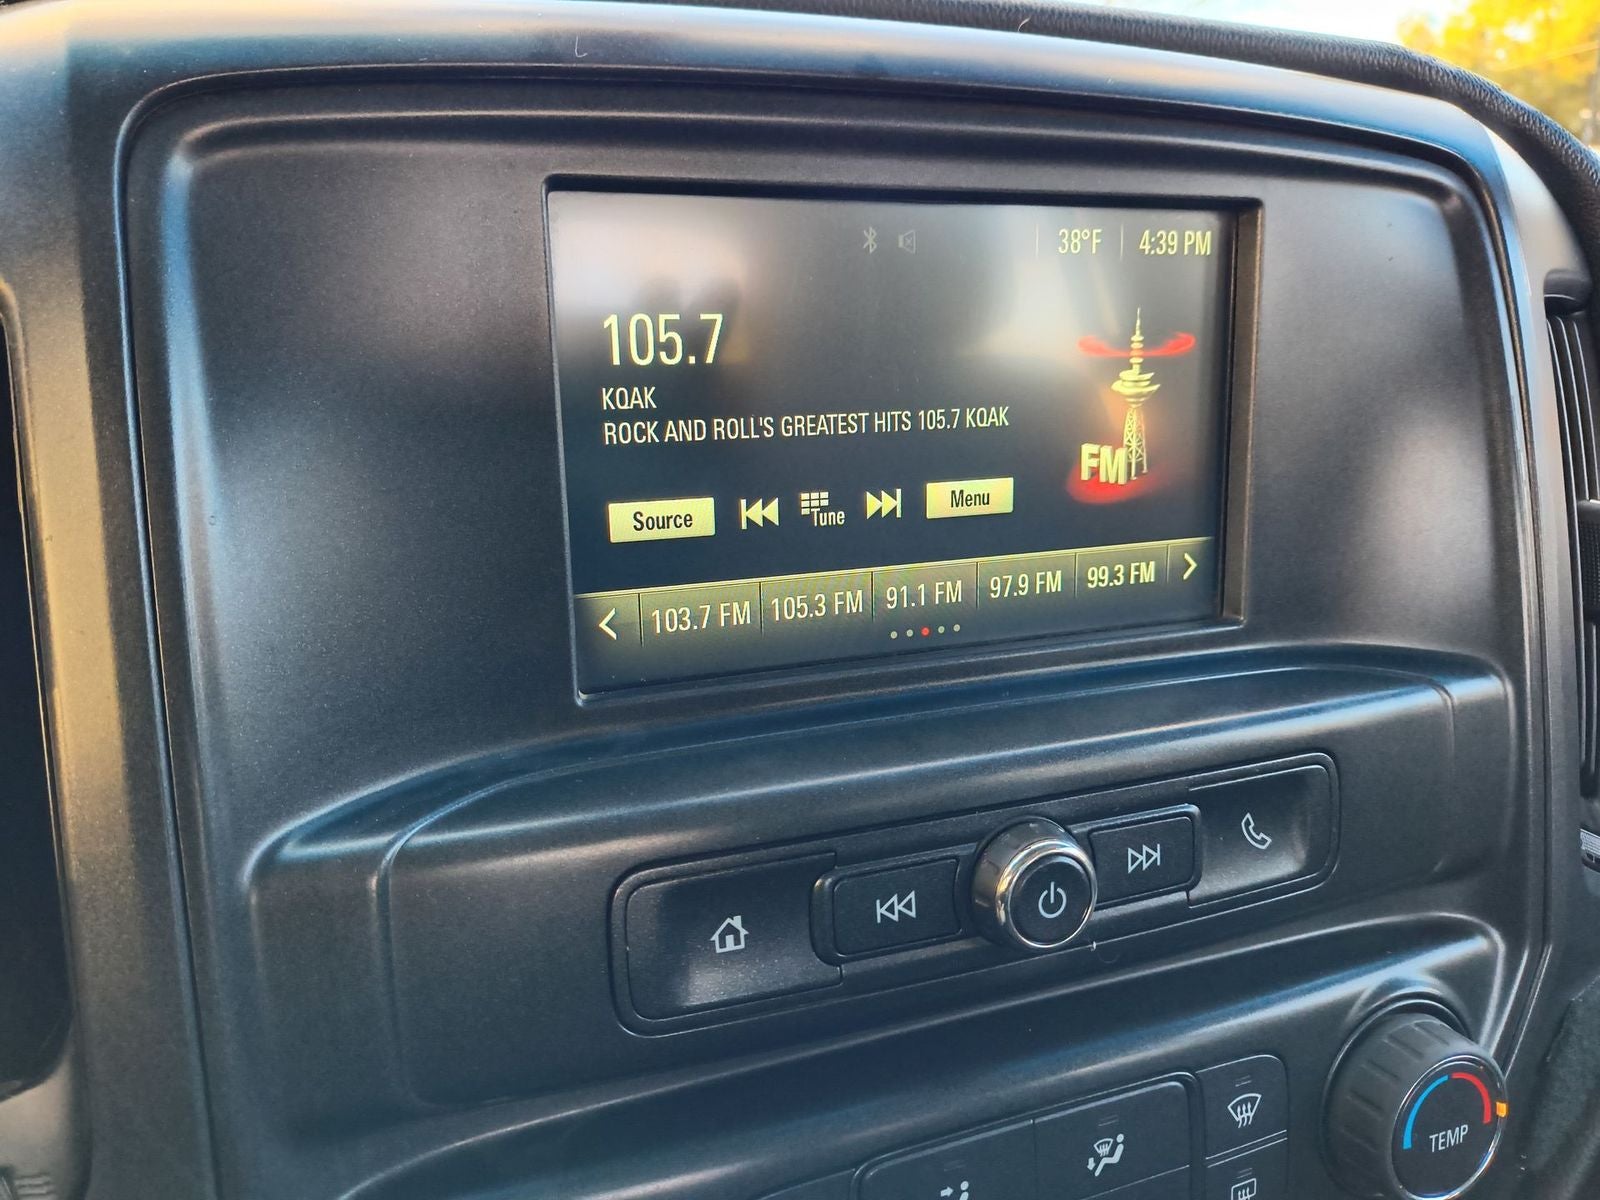 38°F 4:39 PM
105.7
KQAK
ROCK AND ROLL'S GREATEST HITS 105.7 KQAK
FM
Source Tune Menu
103.7 FM 105.3 FM 91.1 FM 97.9 FM 99.3 FM
TEMP